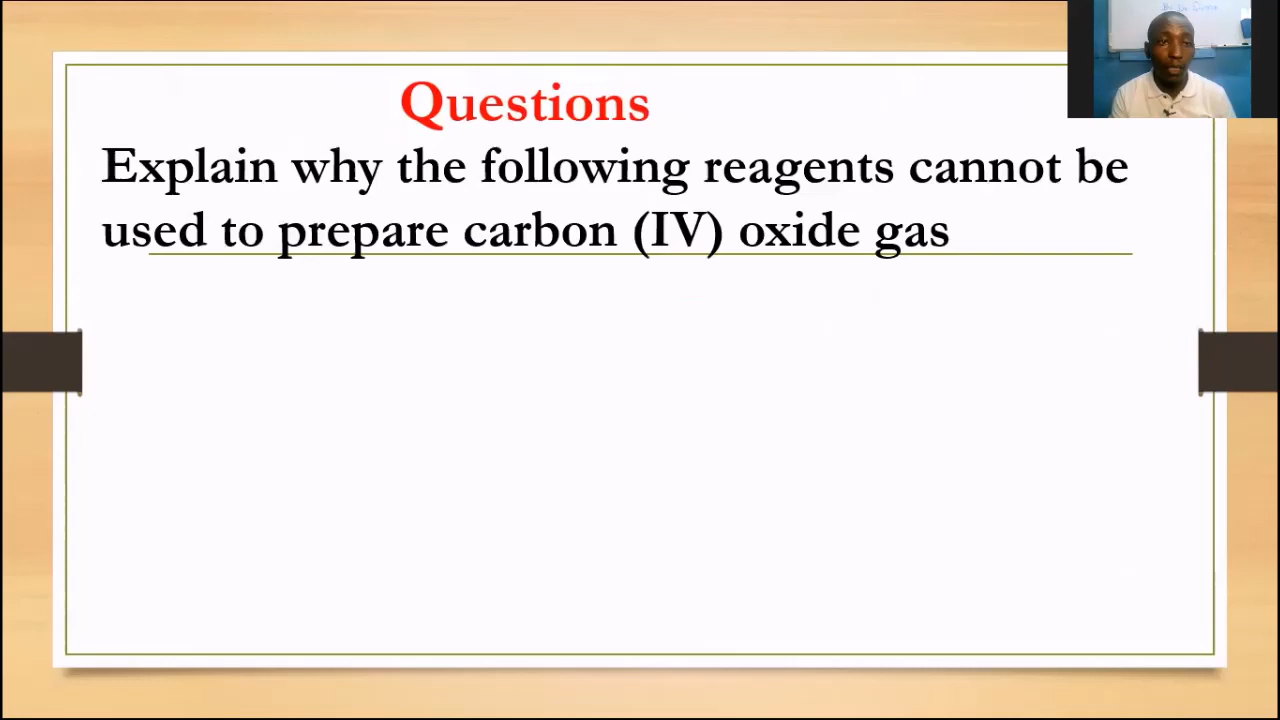 Questions
Explain why the following reagents cannot be
used to prepare carbon (IV) oxide gas